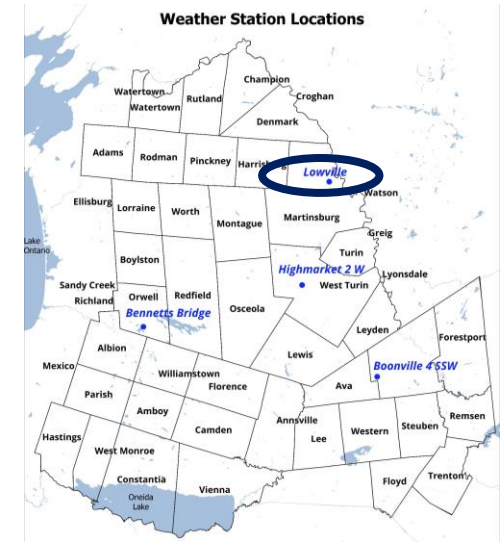 Weather Station Locations
Champion
Watertown
Rutland
Croghan
Watertown
Denmark
Adams
Rodman
Pinckney
Lowville
Watson
Ellisburg
Lorraine
Worth
Martinsburg
Montague
Greig
Lake
Ontario
Turin
Boylston
Highmarket 2 W
Lyonsdale
Sandy Creek
West Turin
Richland
Orwell
Redfield
Osceola
Bennetts Bridge
Leyden
Forestport
Albion
Lewis
Mexico
Williamstown
Boonville 4 SSW
Florence
Ava
Parish
Amboy
Remsen
Camden
Annsville
Steuben
Hastings
Lee
Western
West Monroe
Constantia
Vienna
Floyd
Trenton
Oneida
Lake